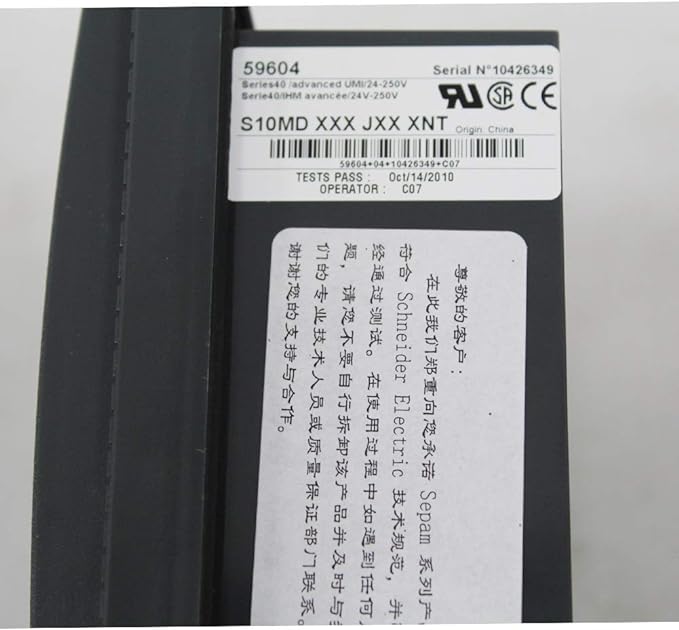 59604
Serial N°10426349
Series40 /advanced UMI/24-250V
Serie40/IHM avancée/24V-250V
S10MD XXX JXX XNT Origin: China
59604+04+10426349+C07
TESTS PASS : Oct/14/2010
OPERATOR : C07
尊敬的客户：
在此我们郑重向您承诺 Sepam 系列产
符合 Schneider Electric 技术规范，并
经通过测试。在使用过程中如遇到任何
题，请您不要自行拆卸该产品并及时与
们的专业技术人员或质量保证部门联系。
谢谢您的支持与合作。